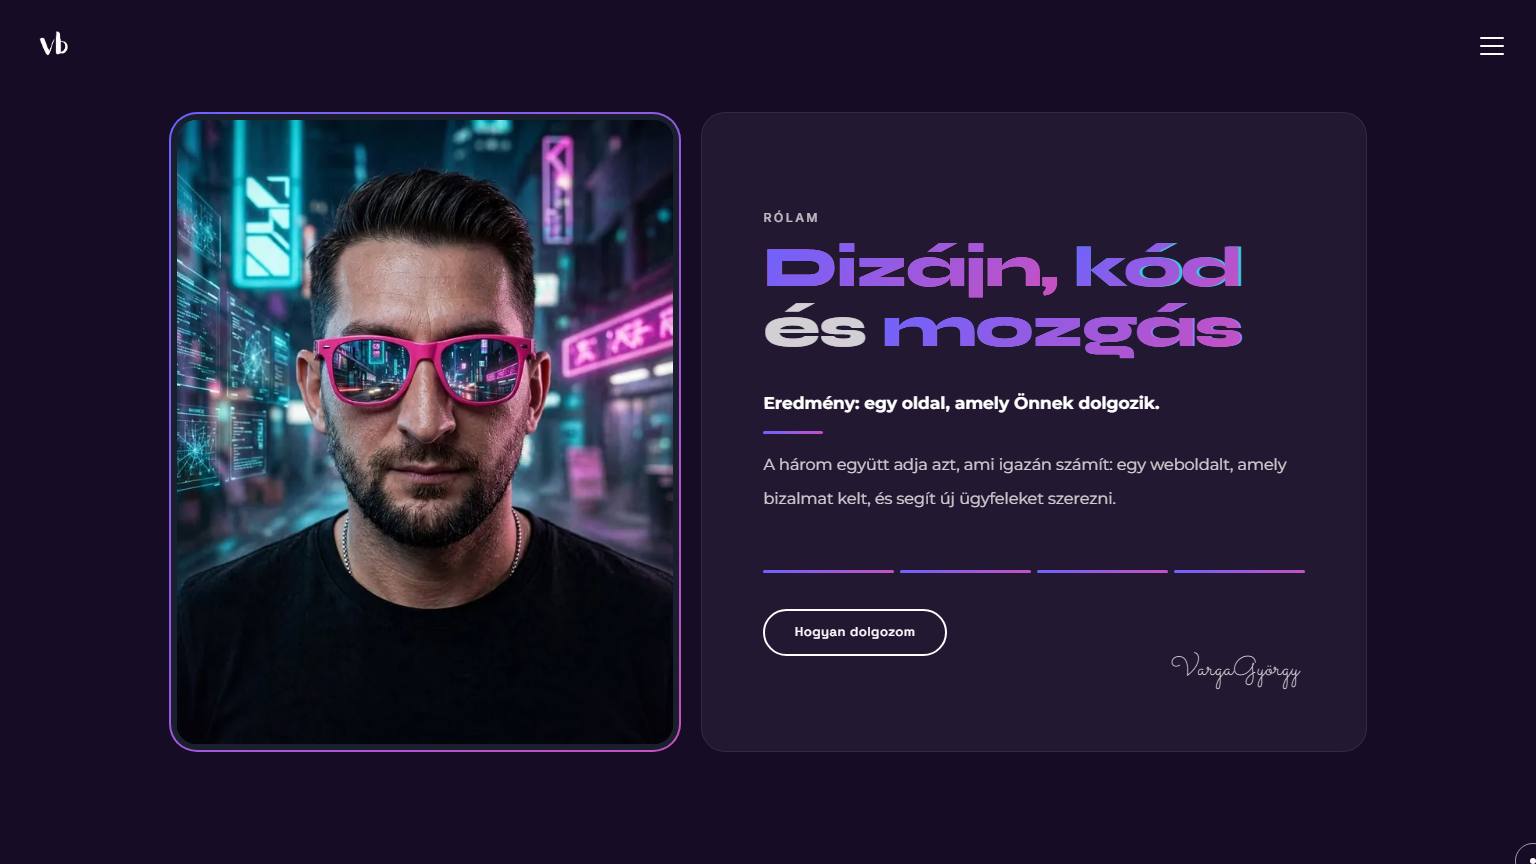 vb
RÓLAM
Dizájn, kód
és mozgás
Eredmény: egy oldal, amely Önnek dolgozik.
A három együtt adja azt, ami igazán számít: egy weboldalt, amely
bizalmat kelt, és segít új ügyfeleket szerezni.
Hogyan dolgozom
VargaGyörgy